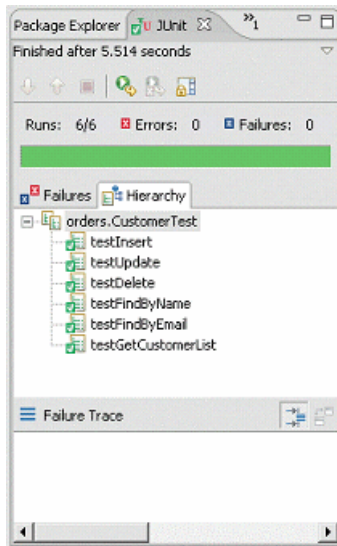 Package Explorer JUnit »1
Finished after 5.514 seconds
Runs: 6/6 Errors: 0 Failures: 0
Failures Hierarchy
orders.CustomerTest
testInsert
testUpdate
testDelete
testFindByName
testFindByEmail
testGetCustomerList
Failure Trace